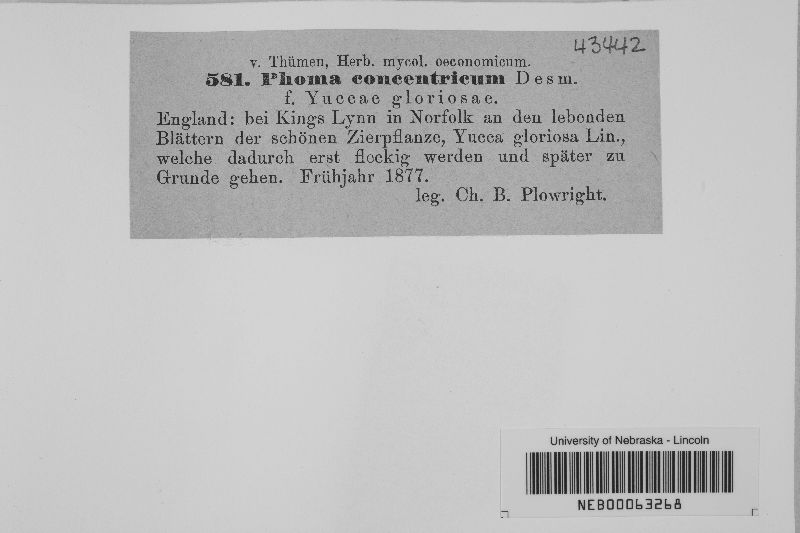 43442
v. Thümen, Herb. mycol. oeconomicum.
581. Phoma concentricum Desm.
f. Yuccae gloriosae.
England: bei Kings Lynn in Norfolk an den lebenden
Blättern der schönen Zierpflanze, Yucca gloriosa Lin.,
welche dadurch erst fleckig werden und später zu
Grunde gehen. Frühjahr 1877.
leg. Ch. B. Plowright.
University of Nebraska - Lincoln
NEB00063268